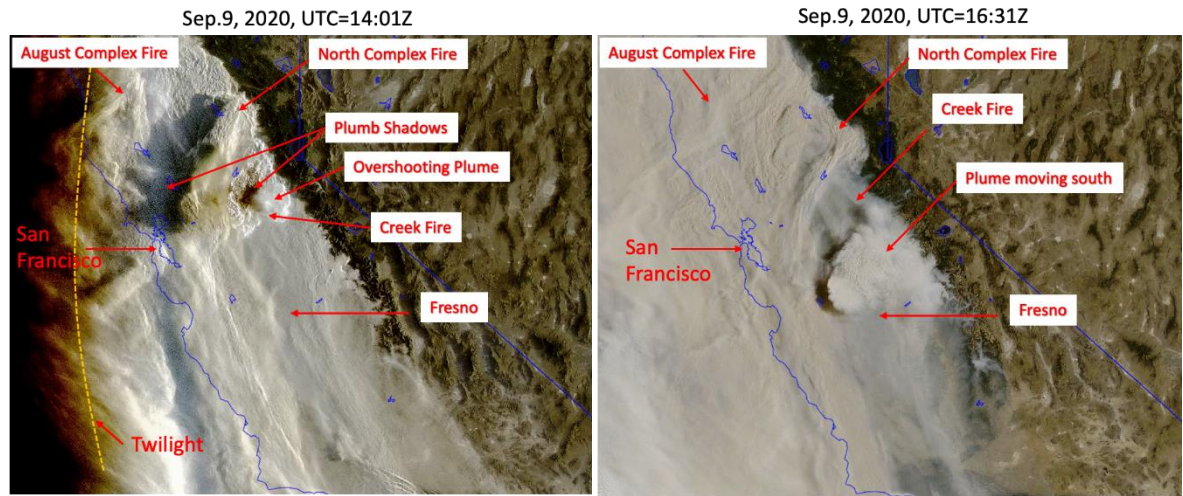 Sep.9, 2020, UTC=14:01Z
August Complex Fire
North Complex Fire
Plumb Shadows
Overshooting Plume
Creek Fire
San
Francisco
Fresno
Twilight
Sep.9, 2020, UTC=16:31Z
August Complex Fire
North Complex Fire
Creek Fire
Plume moving south
San
Francisco
Fresno